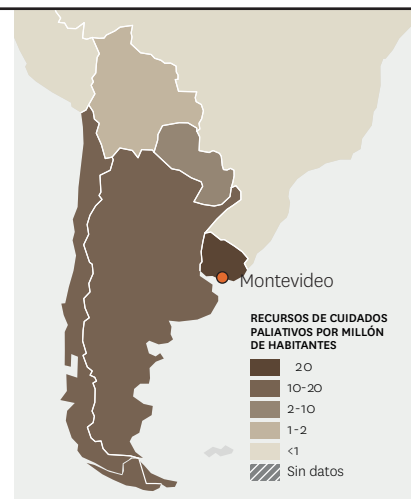 Montevideo
RECURSOS DE CUIDADOS
PALIATIVOS POR MILLÓN
DE HABITANTES
20
10-20
2-10
1-2
<1
Sin datos